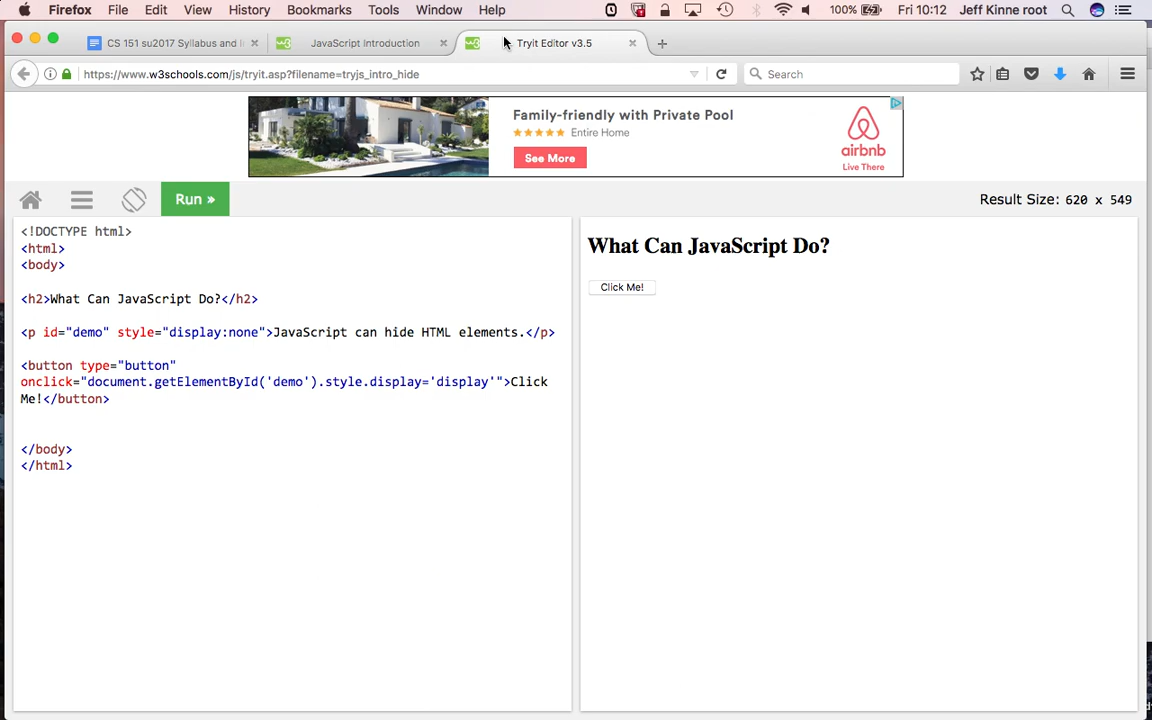 Firefox File Edit View History Bookmarks Tools Window Help 100% Fri 10:12 Jeff Kinne root
CS 151 su2017 Syllabus and I
JavaScript Introduction
Tryit Editor v3.5
https://www.w3schools.com/js/tryit.asp?filename=tryjs_intro_hide
Search
Family-friendly with Private Pool
Entire Home
See More
airbnb
Live There
Run »
Result Size: 620 x 549
<!DOCTYPE html>
<html>
<body>
<h2>What Can JavaScript Do?</h2>
<p id="demo" style="display:none">JavaScript can hide HTML elements.</p>
<button type="button"
onclick="document.getElementById('demo').style.display='display'">Click
Me!</button>
</body>
</html>
What Can JavaScript Do?
Click Me!